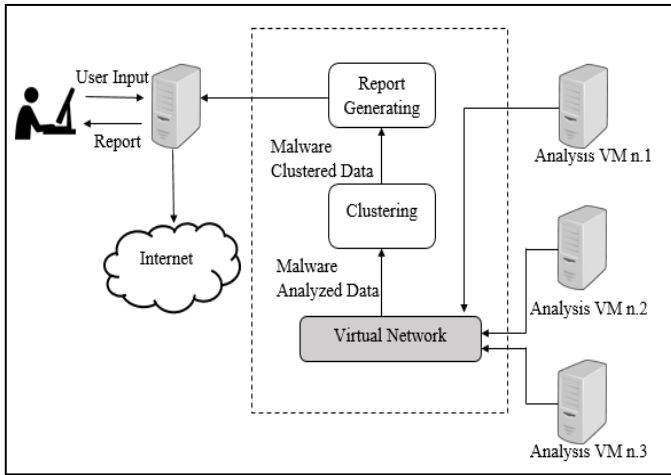 User Input
Report
Internet
Report
Generating
Malware
Clustered Data
Clustering
Malware
Analyzed Data
Virtual Network
Analysis VM n.1
Analysis VM n.2
Analysis VM n.3